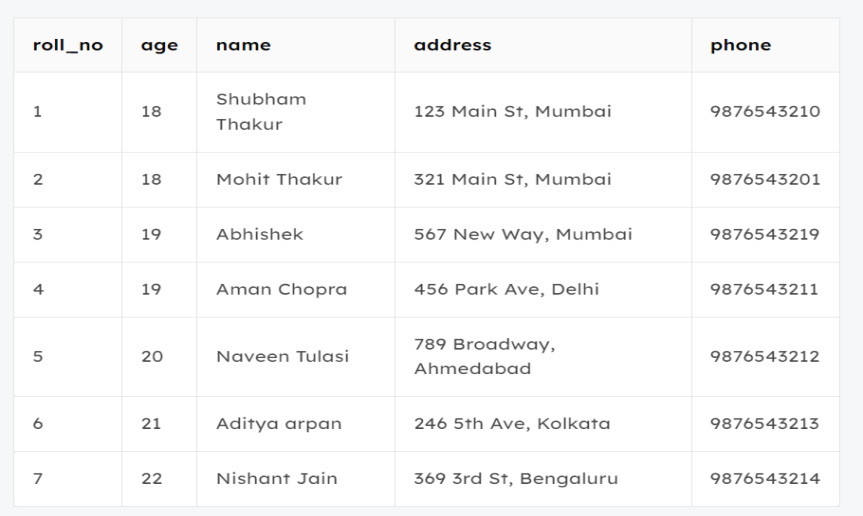 roll_no age name address phone
1 18 Shubham Thakur 123 Main St, Mumbai 9876543210
2 18 Mohit Thakur 321 Main St, Mumbai 9876543201
3 19 Abhishek 567 New Way, Mumbai 9876543219
4 19 Aman Chopra 456 Park Ave, Delhi 9876543211
5 20 Naveen Tulasi 789 Broadway, Ahmedabad 9876543212
6 21 Aditya arpan 246 5th Ave, Kolkata 9876543213
7 22 Nishant Jain 369 3rd St, Bengaluru 9876543214